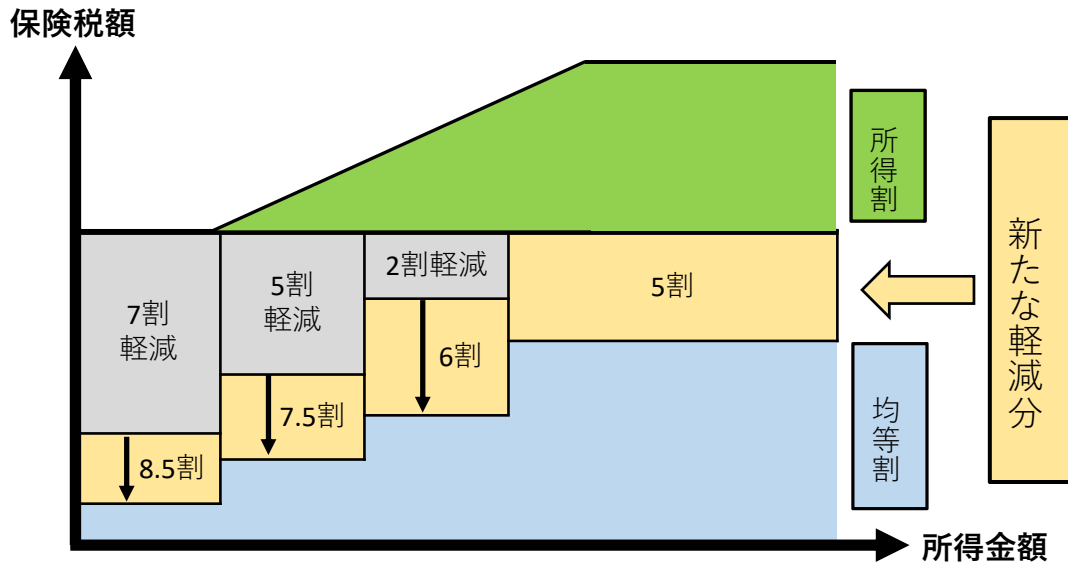 保険税額
所得割
新たな軽減分
7割
軽減
5割
軽減
2割軽減
5割
6割
7.5割
8.5割
均等割
所得金額